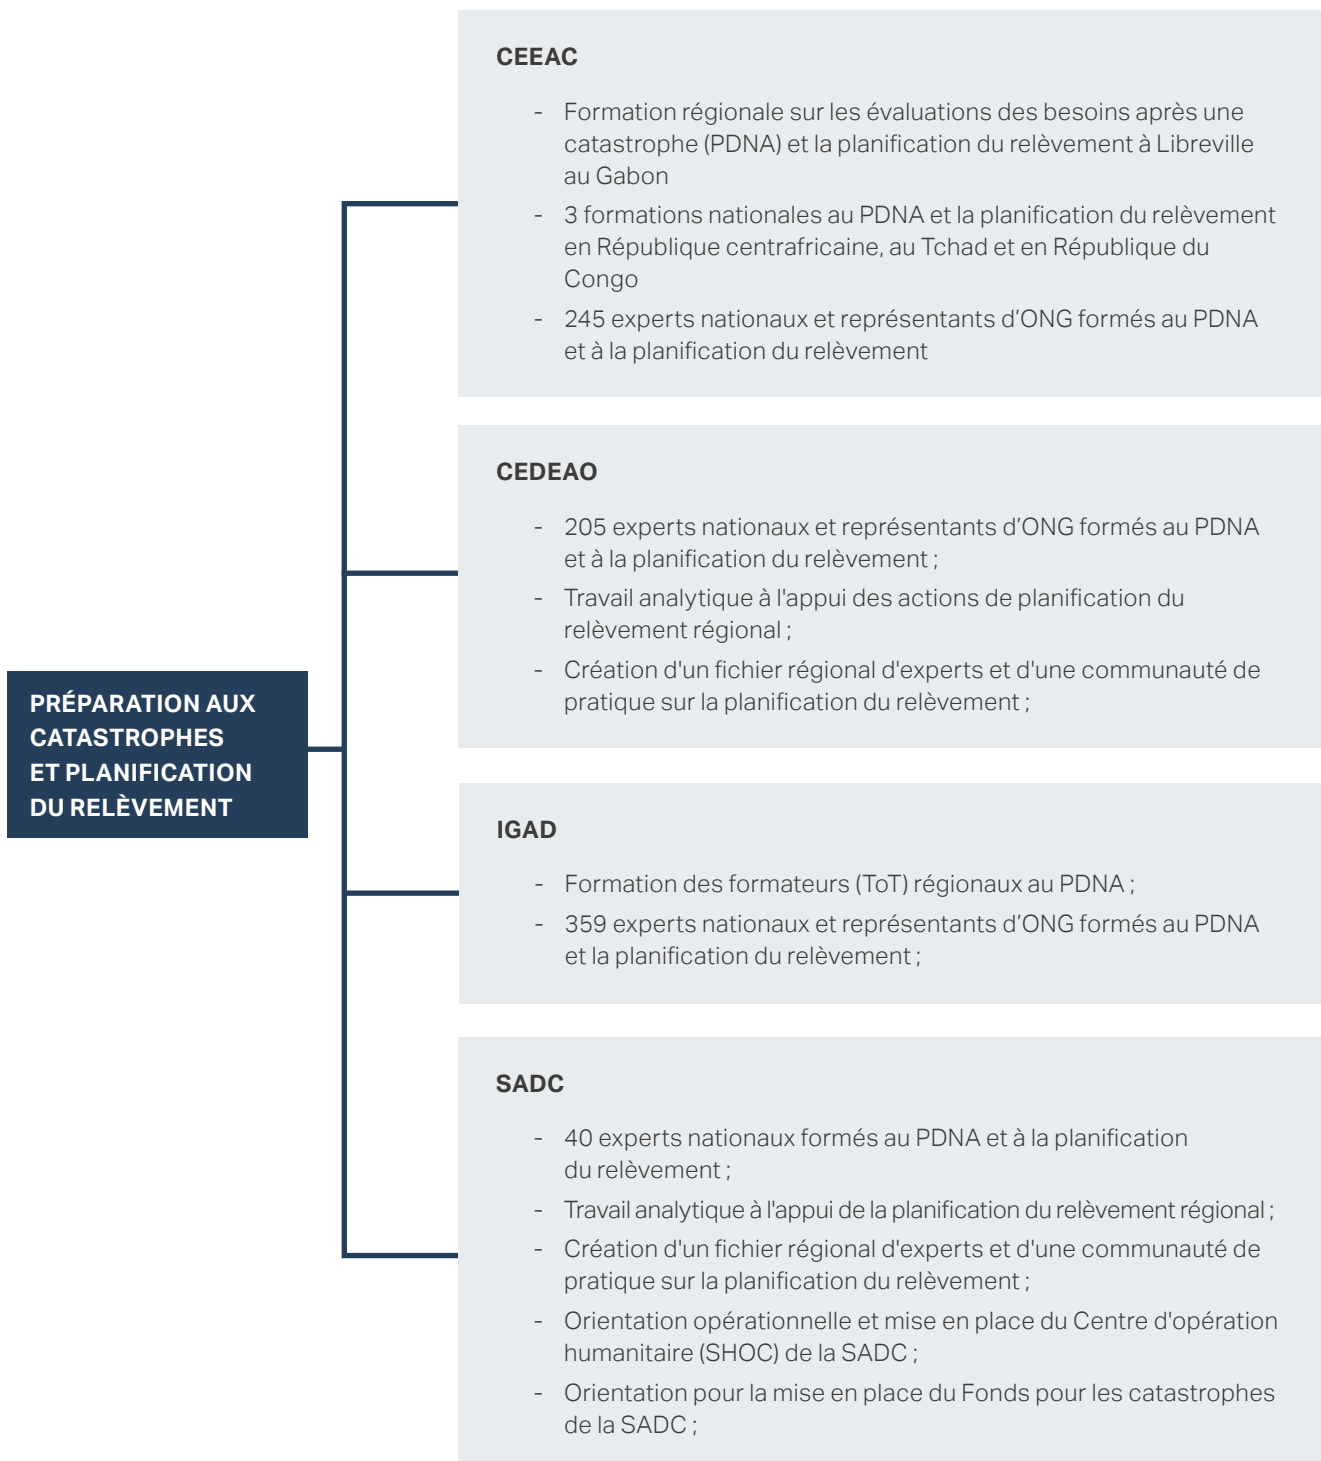 PRÉPARATION AUX
CATASTROPHES
ET PLANIFICATION
DU RELÈVEMENT
CEEAC
- Formation régionale sur les évaluations des besoins après une
catastrophe (PDNA) et la planification du relèvement à Libreville
au Gabon
- 3 formations nationales au PDNA et la planification du relèvement
en République centrafricaine, au Tchad et en République du
Congo
- 245 experts nationaux et représentants d’ONG formés au PDNA
et à la planification du relèvement
CEDEAO
- 205 experts nationaux et représentants d’ONG formés au PDNA
et à la planification du relèvement ;
- Travail analytique à l'appui des actions de planification du
relèvement régional ;
- Création d'un fichier régional d'experts et d'une communauté de
pratique sur la planification du relèvement ;
IGAD
- Formation des formateurs (ToT) régionaux au PDNA ;
- 359 experts nationaux et représentants d’ONG formés au PDNA
et la planification du relèvement ;
SADC
- 40 experts nationaux formés au PDNA et à la planification
du relèvement ;
- Travail analytique à l'appui de la planification du relèvement régional ;
- Création d'un fichier régional d'experts et d'une communauté de
pratique sur la planification du relèvement ;
- Orientation opérationnelle et mise en place du Centre d'opération
humanitaire (SHOC) de la SADC ;
- Orientation pour la mise en place du Fonds pour les catastrophes
de la SADC ;